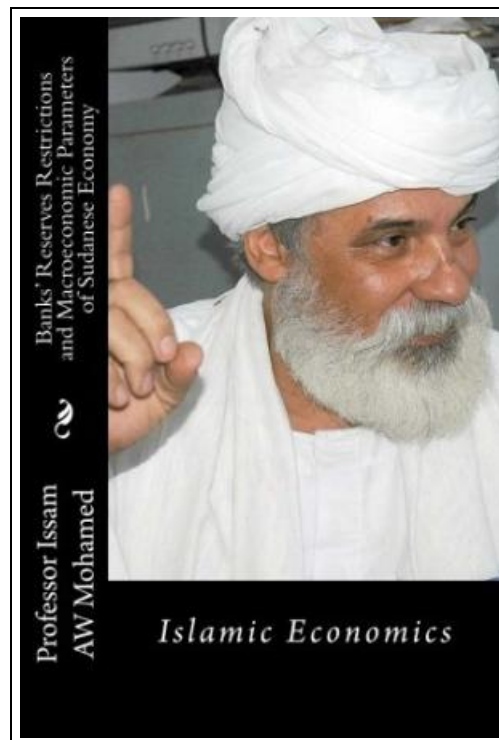 Banks' Reserves Restrictions
and Macroeconomic Parameters
of Sudanese Economy
Professor Issam
AW Mohamed
Islamic Economics